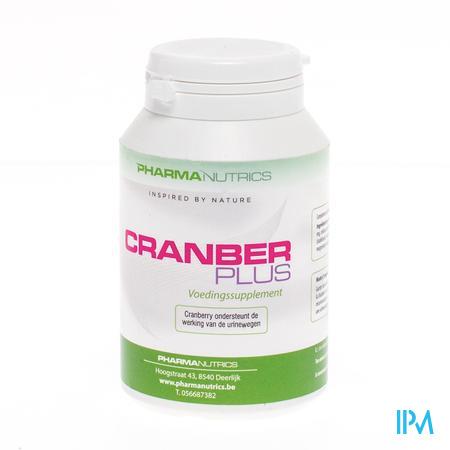 PHARMANUTRICS
INSPIRED BY NATURE
CRANBER
PLUS
Voedingssupplement
Cranberry ondersteunt de
werking van de urinewegen
PHARMANUTRICS
Hoogstraat 43, 8540 Deerlijk
www.pharmanutrics.be
T. 056687382
IPM